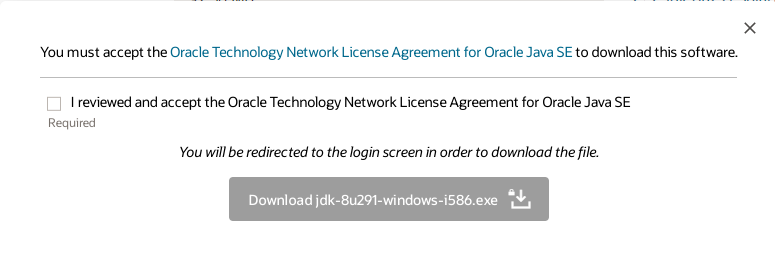 You must accept the Oracle Technology Network License Agreement for Oracle Java SE to download this software.
I reviewed and accept the Oracle Technology Network License Agreement for Oracle Java SE
Required
You will be redirected to the login screen in order to download the file.
Download jdk-8u291-windows-i586.exe